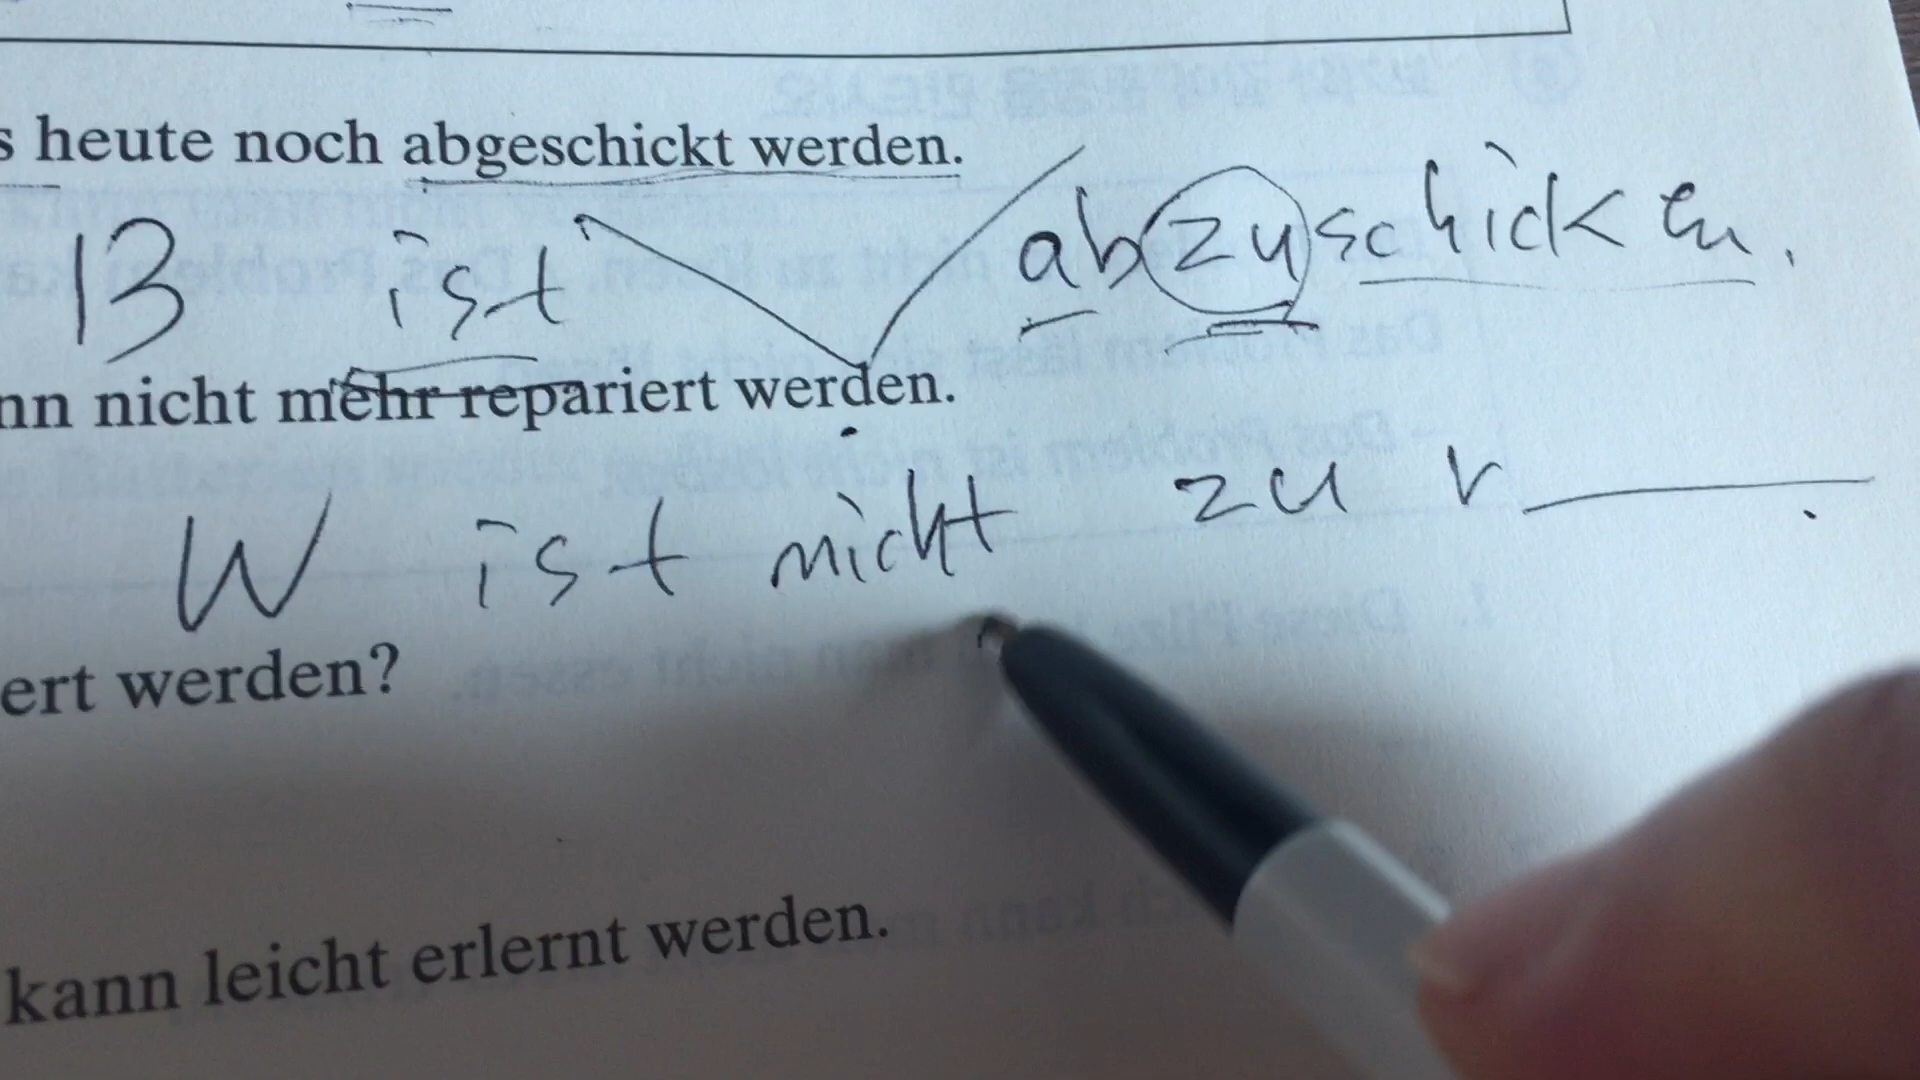 s heute noch abgeschickt werden.
B ist abzuschicken.
nn nicht mehr repariert werden.
W ist nicht zu r
ert werden?
kann leicht erlernt werden.